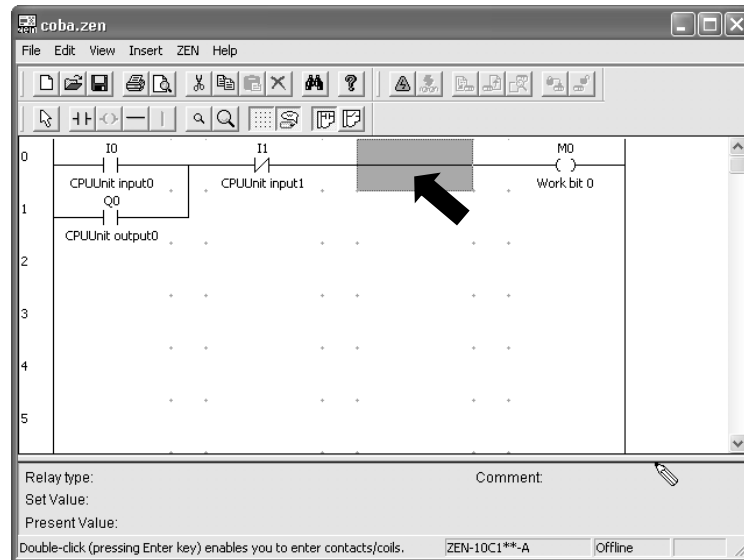 zen coba.zen
File Edit View Insert ZEN Help
0 I0 I1 M0
CPUUnit input0 CPUUnit input1 Work bit 0
1 Q0
CPUUnit output0
2
3
4
5
Relay type: Comment:
Set Value:
Present Value:
Double-click (pressing Enter key) enables you to enter contacts/coils. ZEN-10C1**-A Offline